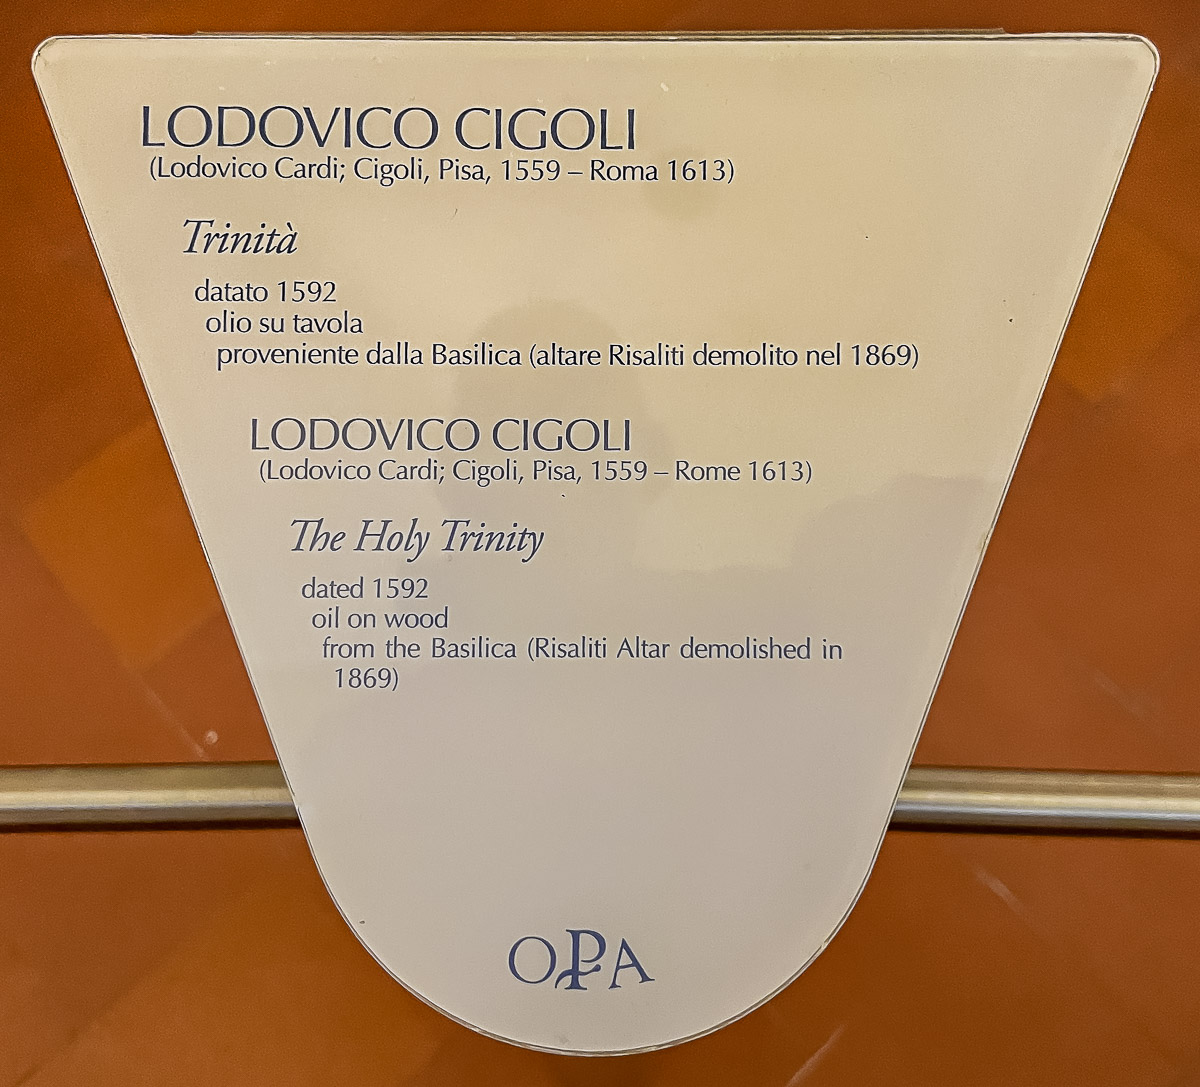 LODOVICO CIGOLI
(Lodovico Cardi; Cigoli, Pisa, 1559 – Roma 1613)
Trinità
datato 1592
olio su tavola
proveniente dalla Basilica (altare Risaliti demolito nel 1869)
LODOVICO CIGOLI
(Lodovico Cardi; Cigoli, Pisa, 1559 – Rome 1613)
The Holy Trinity
dated 1592
oil on wood
from the Basilica (Risaliti Altar demolished in
1869)
OPA